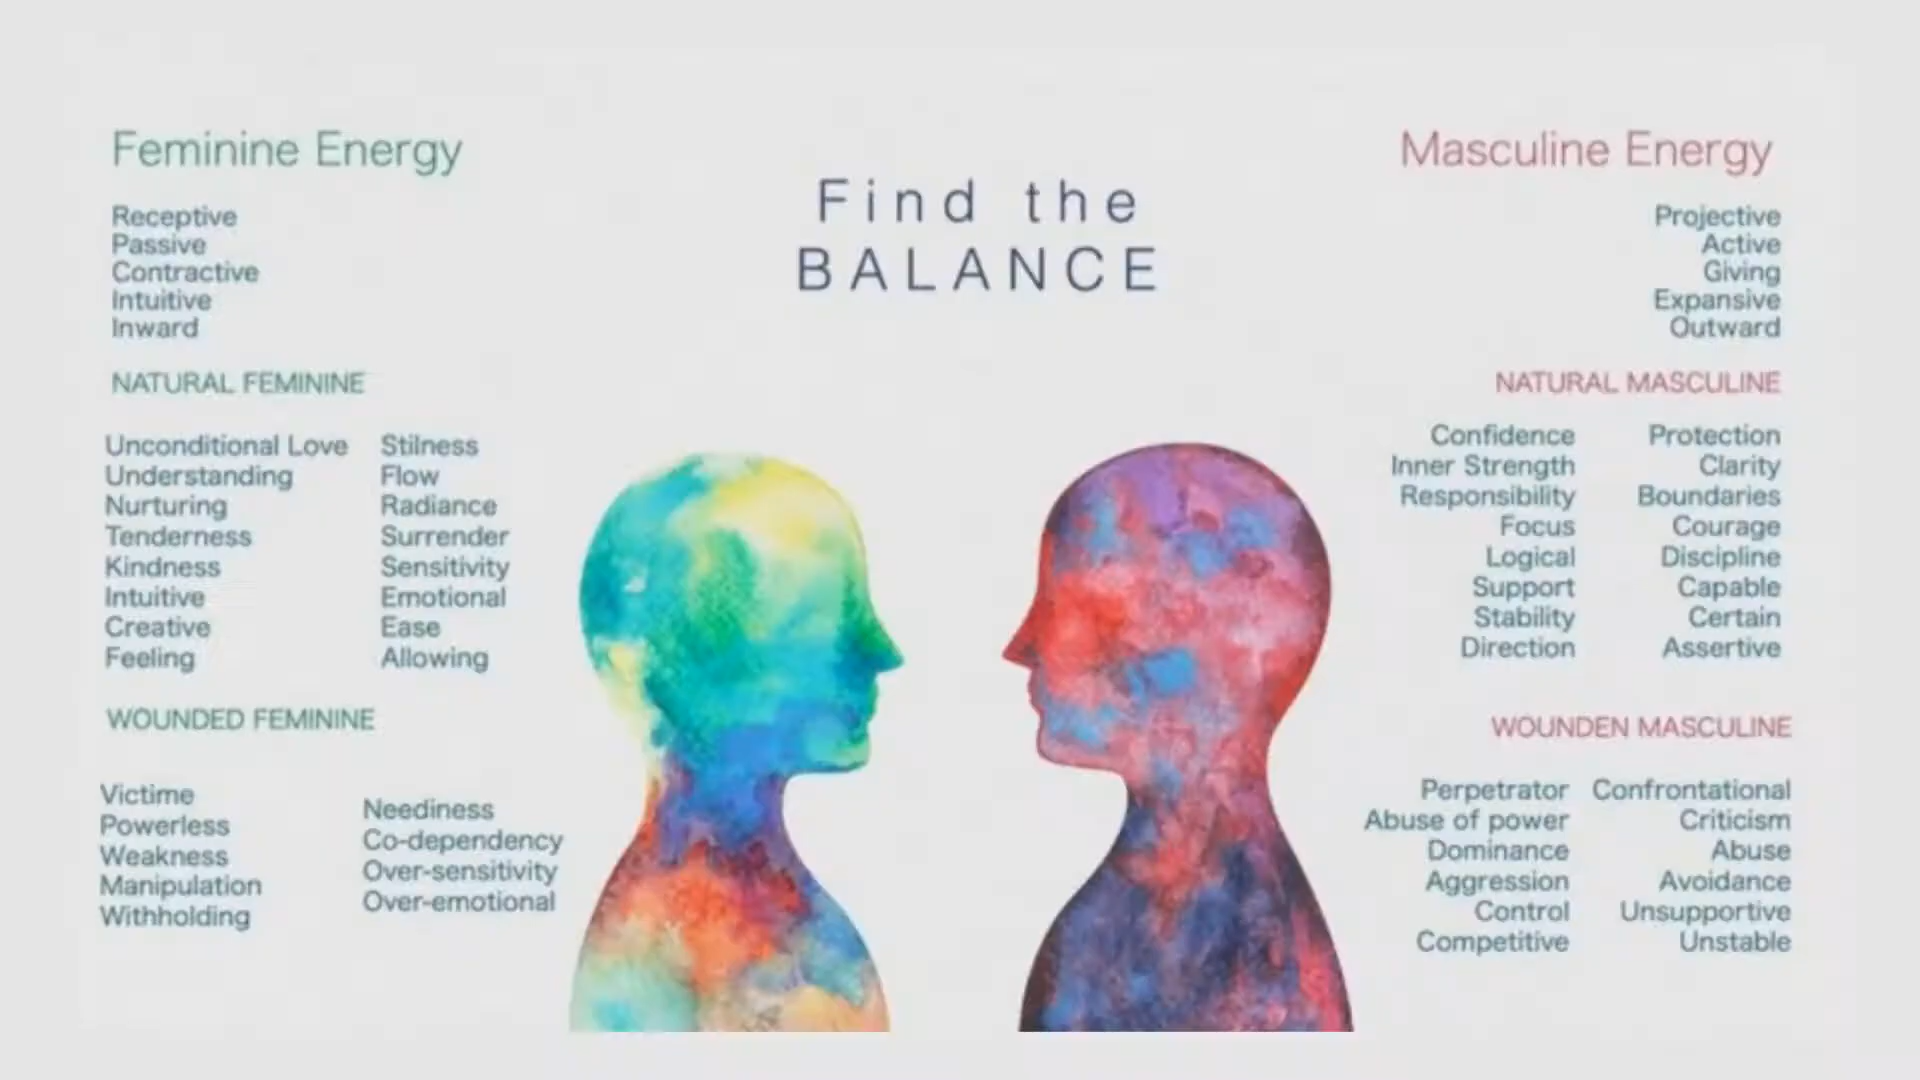 Feminine Energy
Receptive
Passive
Contractive
Intuitive
Inward
NATURAL FEMININE
Unconditional Love
Understanding
Nurturing
Tenderness
Kindness
Intuitive
Creative
Feeling
Stilness
Flow
Radiance
Surrender
Sensitivity
Emotional
Ease
Allowing
WOUNDED FEMININE
Victime
Powerless
Weakness
Manipulation
Withholding
Neediness
Co-dependency
Over-sensitivity
Over-emotional
Find the
BALANCE
Masculine Energy
Projective
Active
Giving
Expansive
Outward
NATURAL MASCULINE
Confidence
Inner Strength
Responsibility
Focus
Logical
Support
Stability
Direction
Protection
Clarity
Boundaries
Courage
Discipline
Capable
Certain
Assertive
WOUNDEN MASCULINE
Perpetrator
Abuse of power
Dominance
Aggression
Control
Competitive
Confrontational
Criticism
Abuse
Avoidance
Unsupportive
Unstable